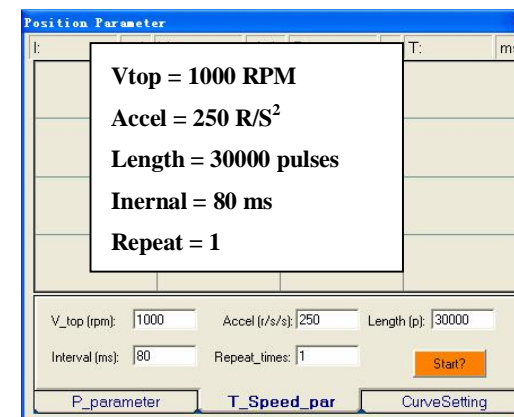 Position Parameter
I: T: ms
Vtop = 1000 RPM
Accel = 250 R/S²
Length = 30000 pulses
Inernal = 80 ms
Repeat = 1
V_top (rpm): 1000 Accel (r/s/s): 250 Length (p): 30000
Interval (ms): 80 Repeat_times: 1 Start?
P_parameter T_Speed_par CurveSetting